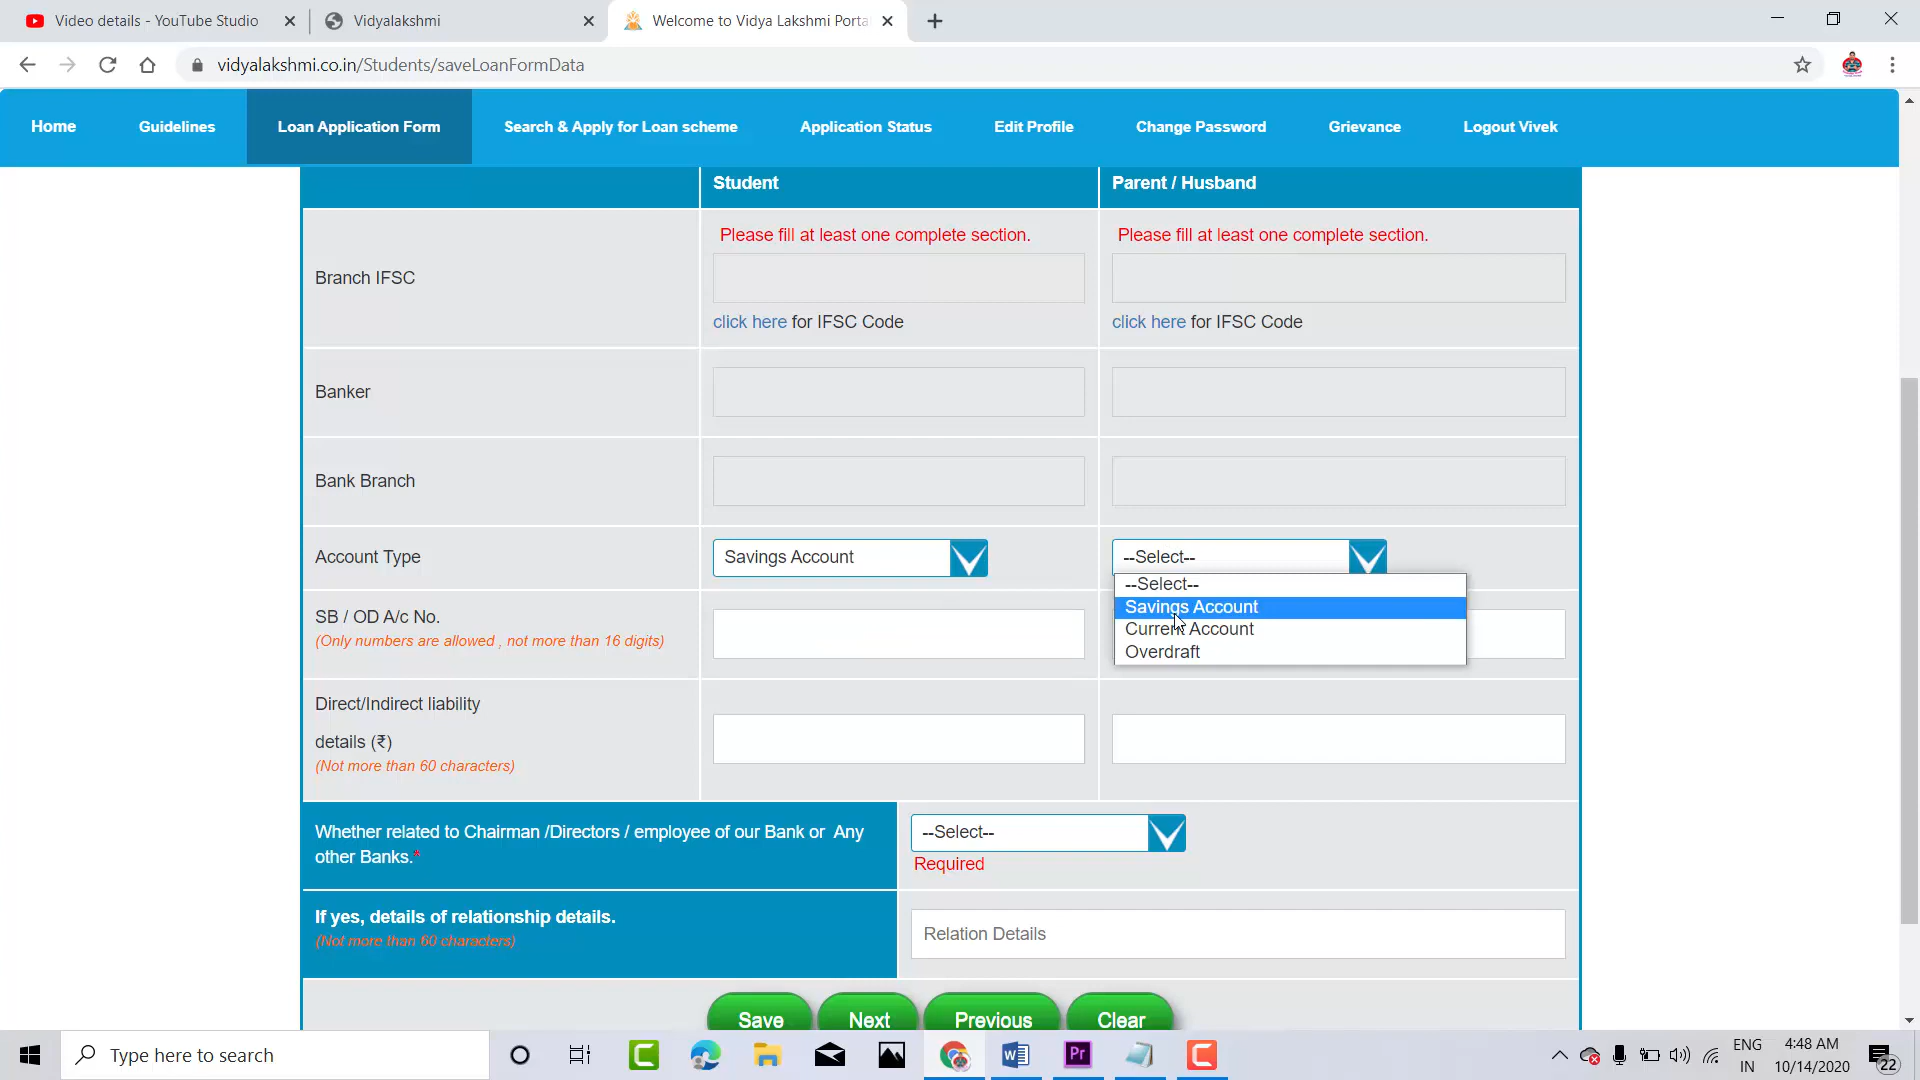 Video details - YouTube Studio
Vidyalakshmi
Welcome to Vidya Lakshmi Porta
vidyalakshmi.co.in/Students/saveLoanFormData
Home
Guidelines
Loan Application Form
Search & Apply for Loan scheme
Application Status
Edit Profile
Change Password
Grievance
Logout Vivek
Student
Parent / Husband
Please fill at least one complete section.
Please fill at least one complete section.
Branch IFSC
click here for IFSC Code
click here for IFSC Code
Banker
Bank Branch
Account Type
Savings Account
--Select--
--Select--
Savings Account
Current Account
Overdraft
SB / OD A/c No.
(Only numbers are allowed , not more than 16 digits)
Direct/Indirect liability
details (₹)
(Not more than 60 characters)
Whether related to Chairman /Directors / employee of our Bank or Any
other Banks.*
--Select--
Required
If yes, details of relationship details.
(Not more than 60 characters)
Relation Details
Save
Next
Previous
Clear
Type here to search
ENG
IN
4:48 AM
10/14/2020
22